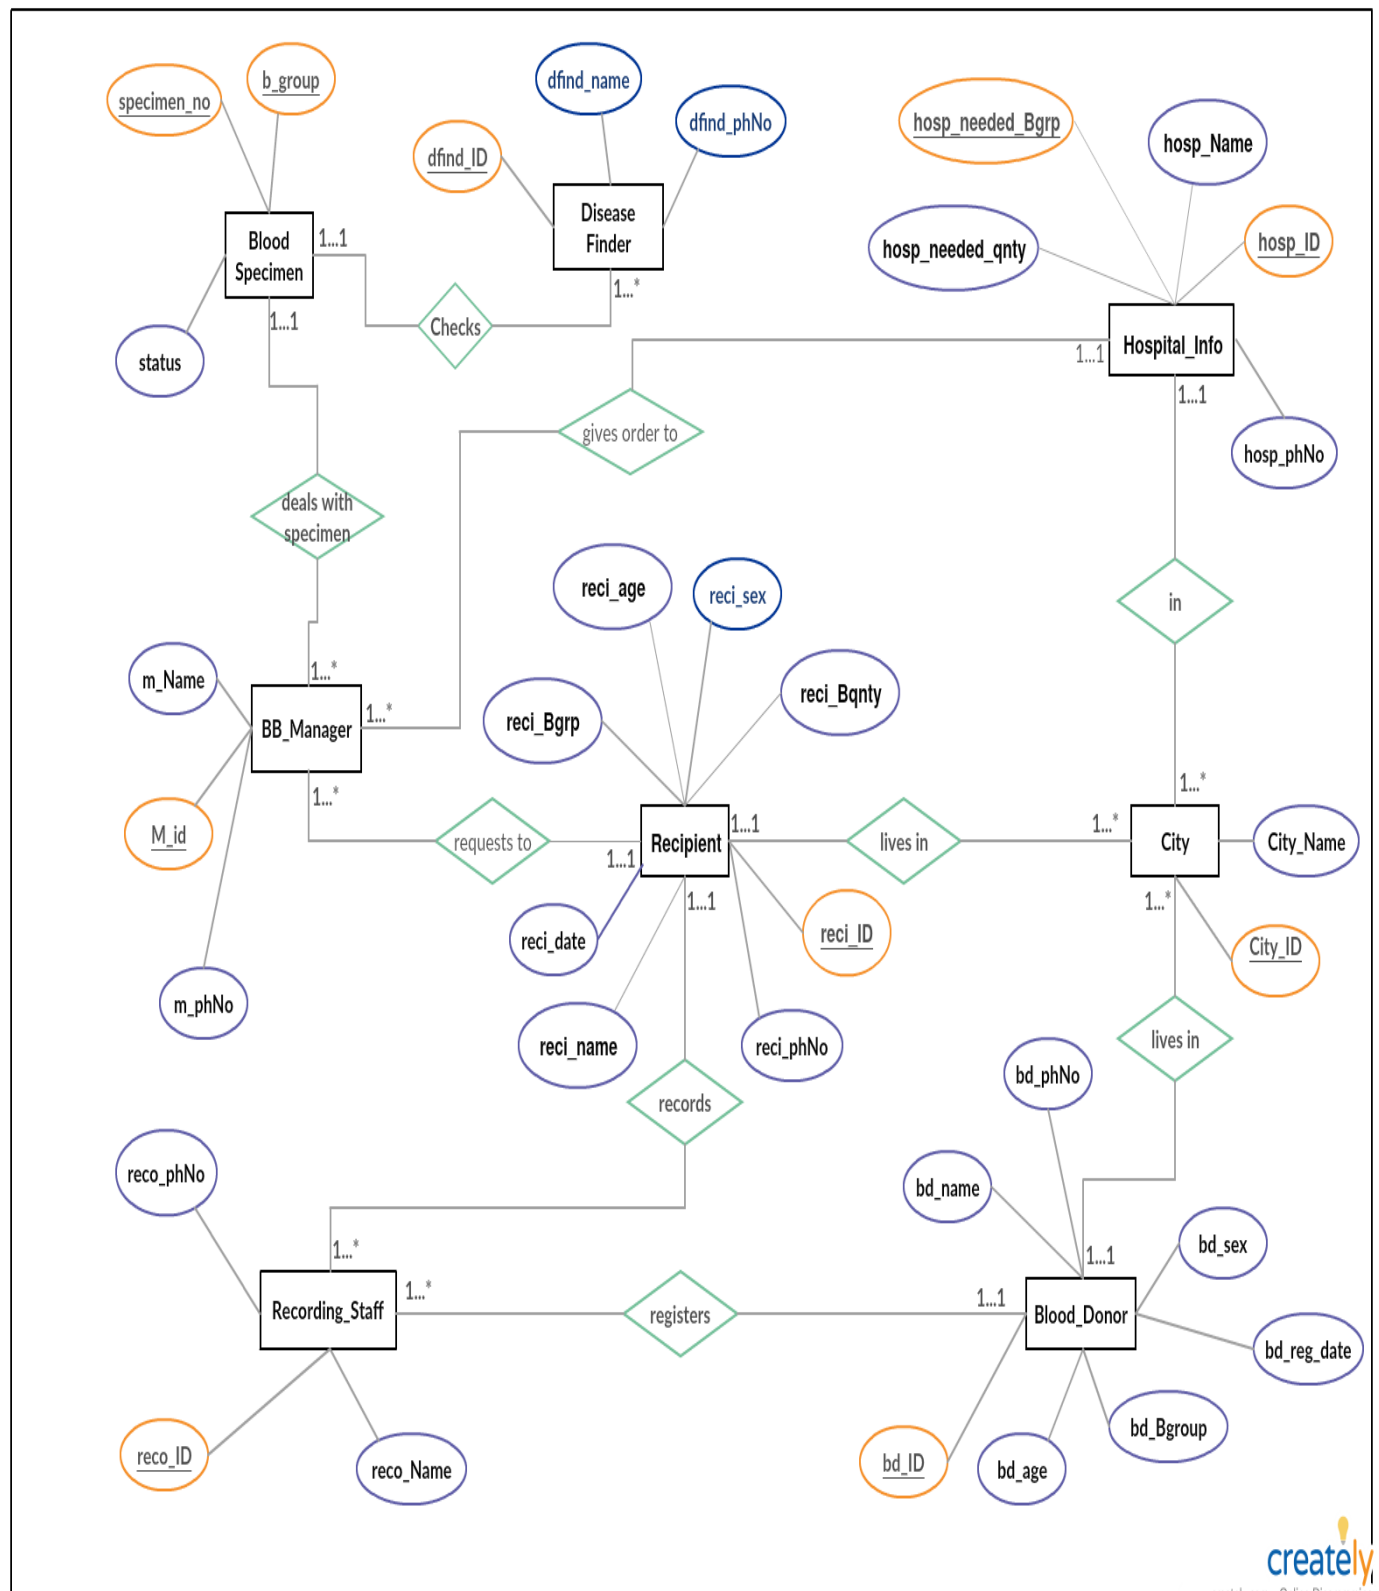 b_group
specimen_no
dfind_name
dfind_phNo
dfind_ID
hosp_needed_Bgrp
hosp_Name
hosp_needed_qnty
hosp_ID
Disease
Finder
Blood
Specimen
1...1
1...*
1...1
Checks
status
Hospital_Info
1...1
1...1
gives order to
hosp_phNo
deals with
specimen
reci_age
reci_sex
in
m_Name
1...*
reci_Bgrp
reci_Bqnty
BB_Manager
1...*
1...*
1...*
M_id
requests to
1...1
Recipient
1...1
lives in
1...*
City
City_Name
1...1
1...*
reci_date
reci_ID
City_ID
m_phNo
reci_name
reci_phNo
lives in
bd_phNo
records
reco_phNo
bd_name
bd_sex
1...*
1...1
Recording_Staff
1...*
registers
1...1
Blood_Donor
bd_reg_date
bd_Bgroup
reco_ID
reco_Name
bd_ID
bd_age
creately